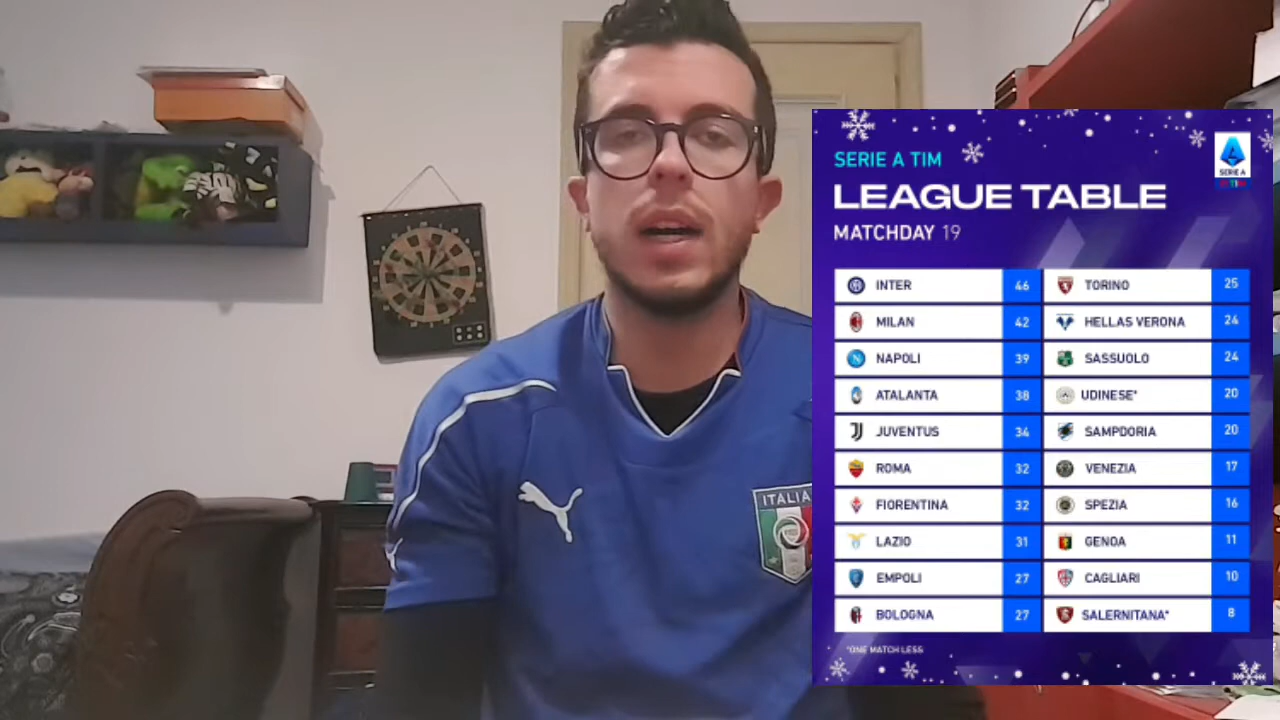 SERIE A TIM
SERIE A
LEAGUE TABLE
MATCHDAY 19
INTER 46
MILAN 42
NAPOLI 39
ATALANTA 38
JUVENTUS 34
ROMA 32
FIORENTINA 32
LAZIO 31
EMPOLI 27
BOLOGNA 27
TORINO 25
HELLAS VERONA 24
SASSUOLO 24
UDINESE* 20
SAMPDORIA 20
VENEZIA 17
SPEZIA 16
GENOA 11
CAGLIARI 10
SALERNITANA* 8
*ONE MATCH LESS
ITALIA